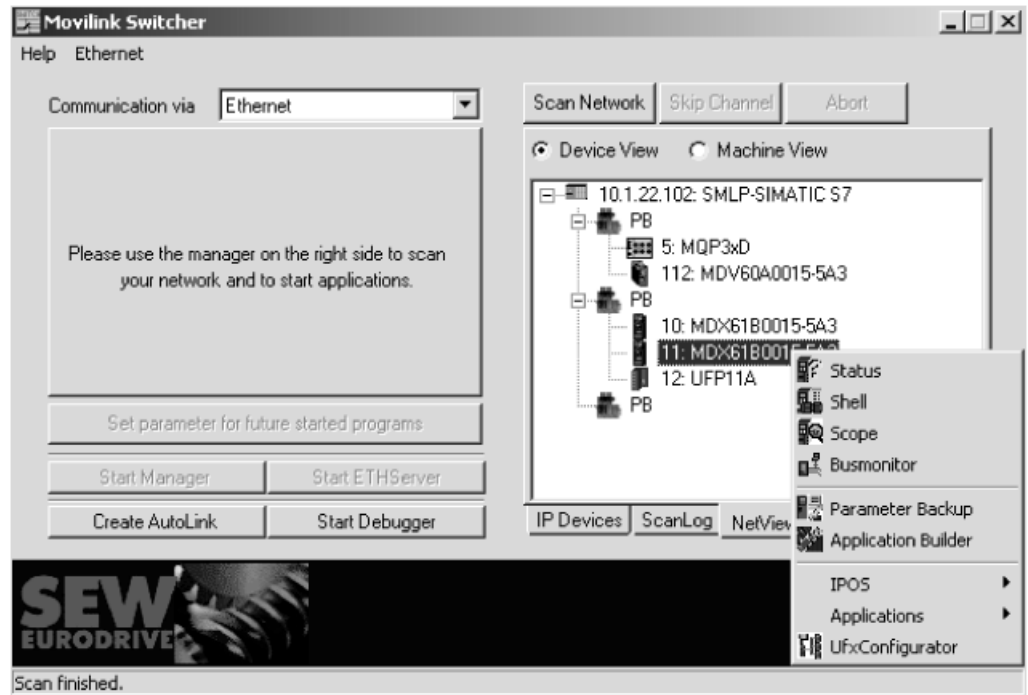 Movilink Switcher
Help Ethernet
Communication via Ethernet
Scan Network Skip Channel Abort
Device View Machine View
10.1.22.102: SMLP-SIMATIC S7
PB
5: MQP3xD
112: MDV60A0015-5A3
PB
10: MDX61B0015-5A3
11: MDX61B0015-5A3
12: UFP11A
PB
Please use the manager on the right side to scan
your network and to start applications.
Set parameter for future started programs
Start Manager Start ETHServer
Create AutoLink Start Debugger
IP Devices ScanLog NetView
Status
Shell
Scope
Busmonitor
Parameter Backup
Application Builder
IPOS
Applications
UfxConfigurator
SEW
EURODRIVE
Scan finished.